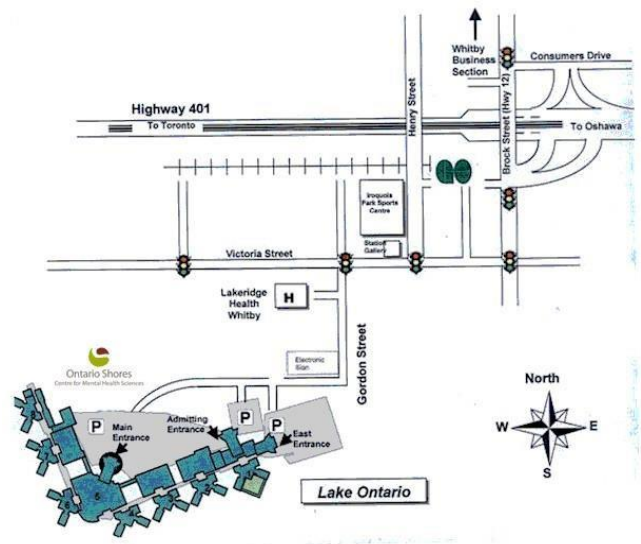 Whitby
Business
Section
Consumers Drive
Highway 401
To Toronto
To Oshawa
Henry Street
Brock Street (Hwy 12)
GO
Iroquois
Park Sports
Centre
Station
Gallery
Victoria Street
Lakeridge
Health
Whitby
H
Gordon Street
Electronic
Sign
Ontario Shores
Centre for Mental Health Sciences
North
W
E
S
P
Main
Entrance
Admitting
Entrance
P
P
East
Entrance
Lake Ontario